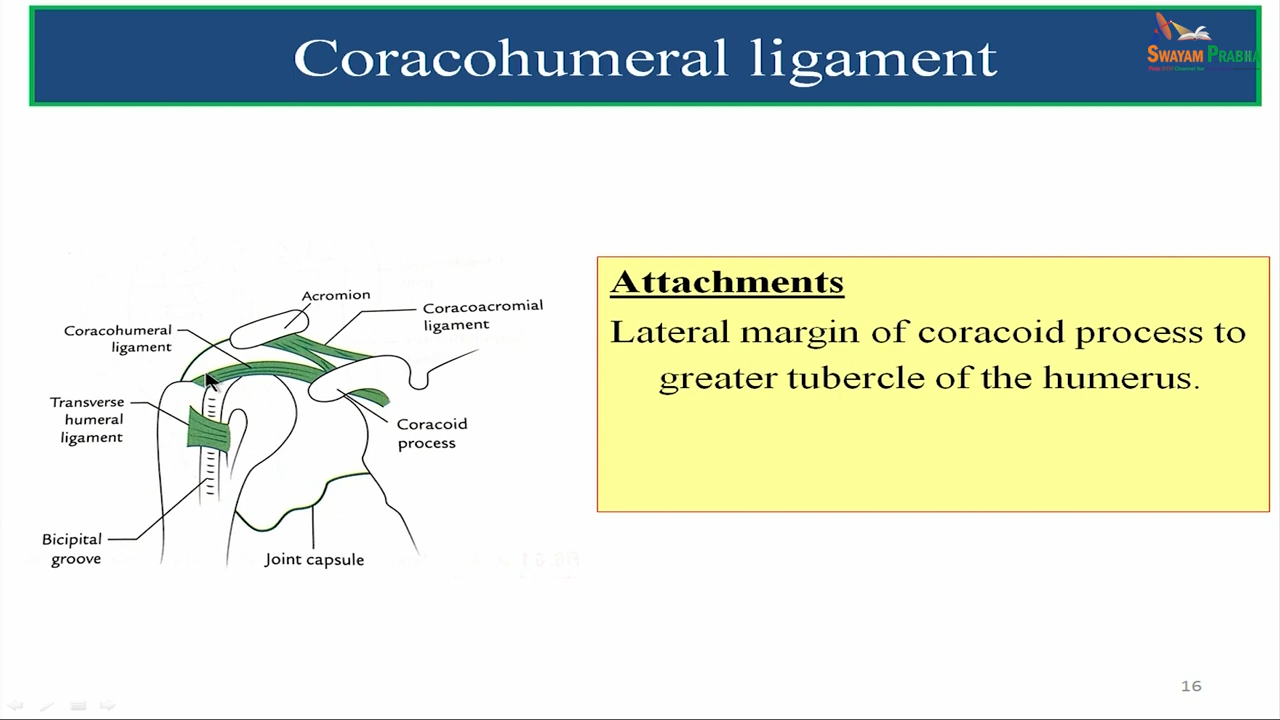 Coracohumeral ligament
SWAYAM PRABHA
Acromion
Coracoacromial
ligament
Coracohumeral
ligament
Transverse
humeral
ligament
Coracoid
process
Bicipital
groove
Joint capsule
Attachments
Lateral margin of coracoid process to
greater tubercle of the humerus.
16